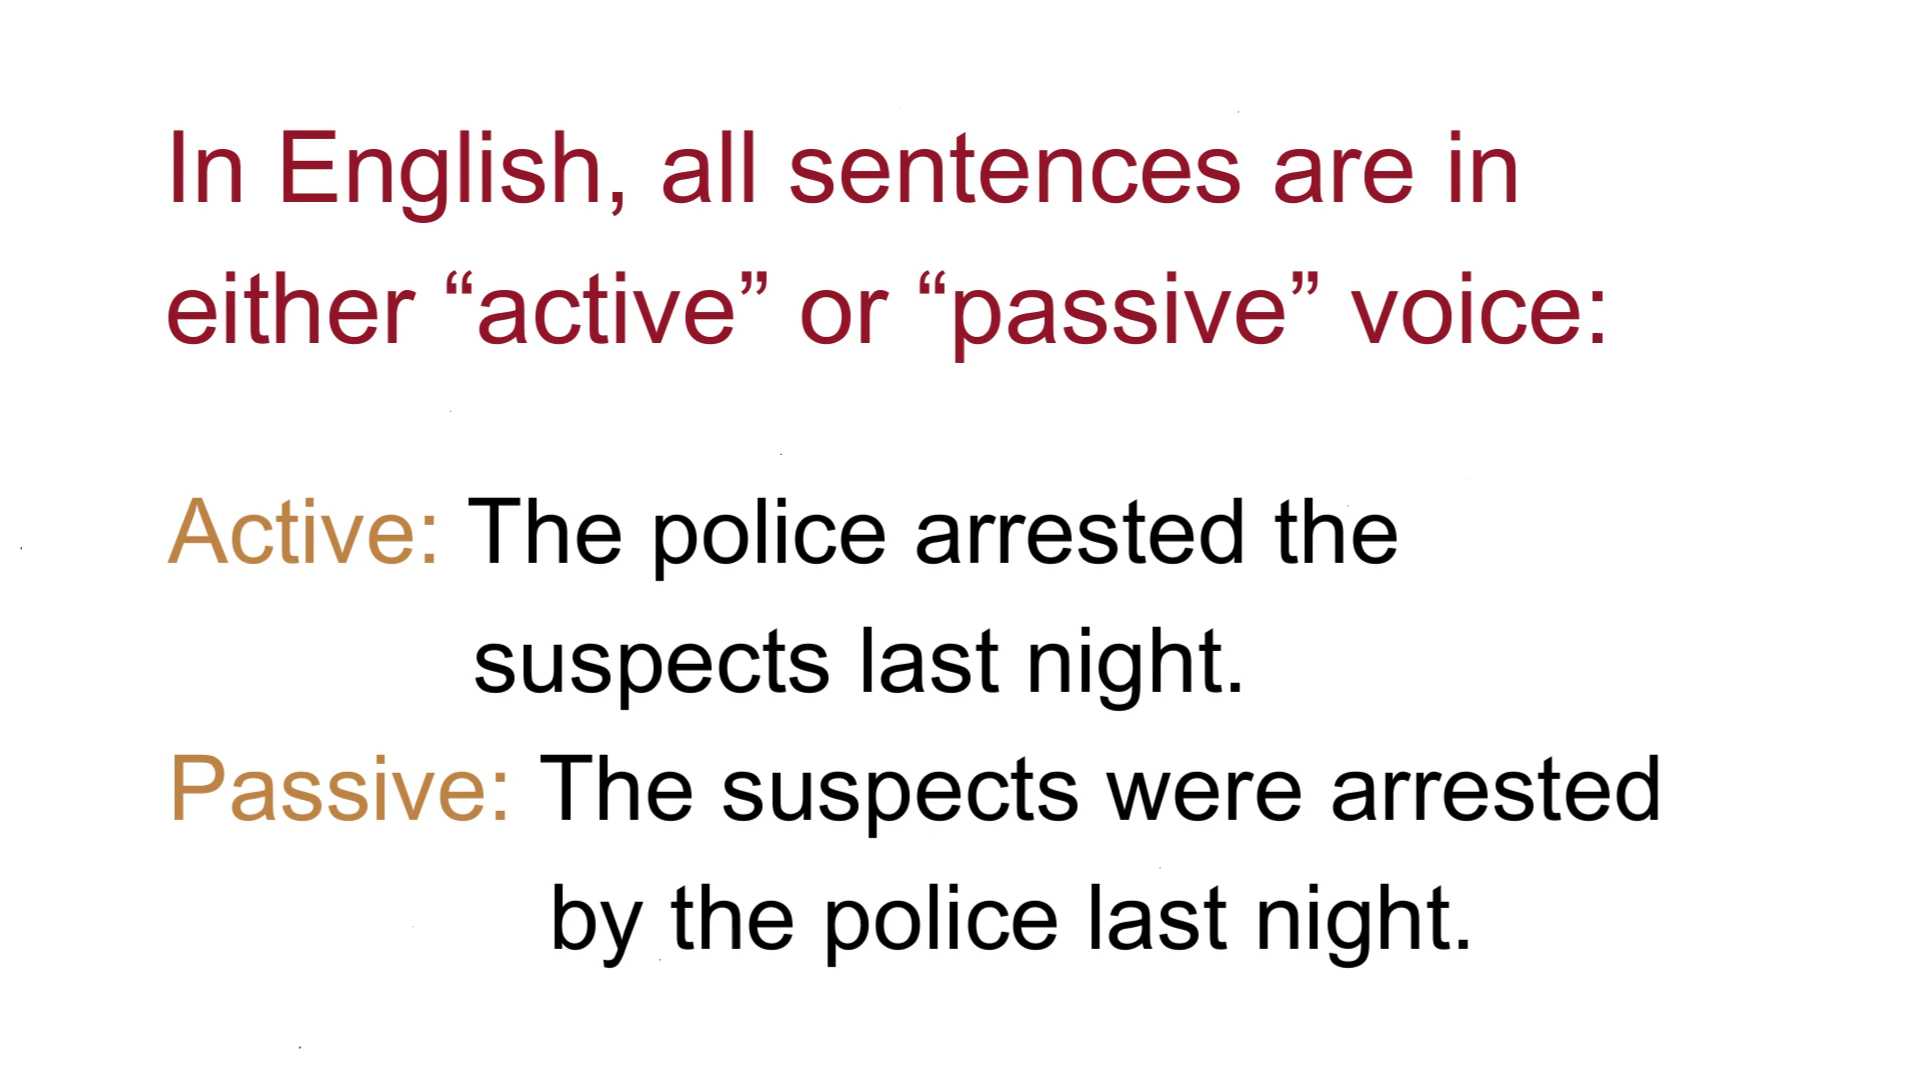 In English, all sentences are in
either “active” or “passive” voice:
Active: The police arrested the
suspects last night.
Passive: The suspects were arrested
by the police last night.